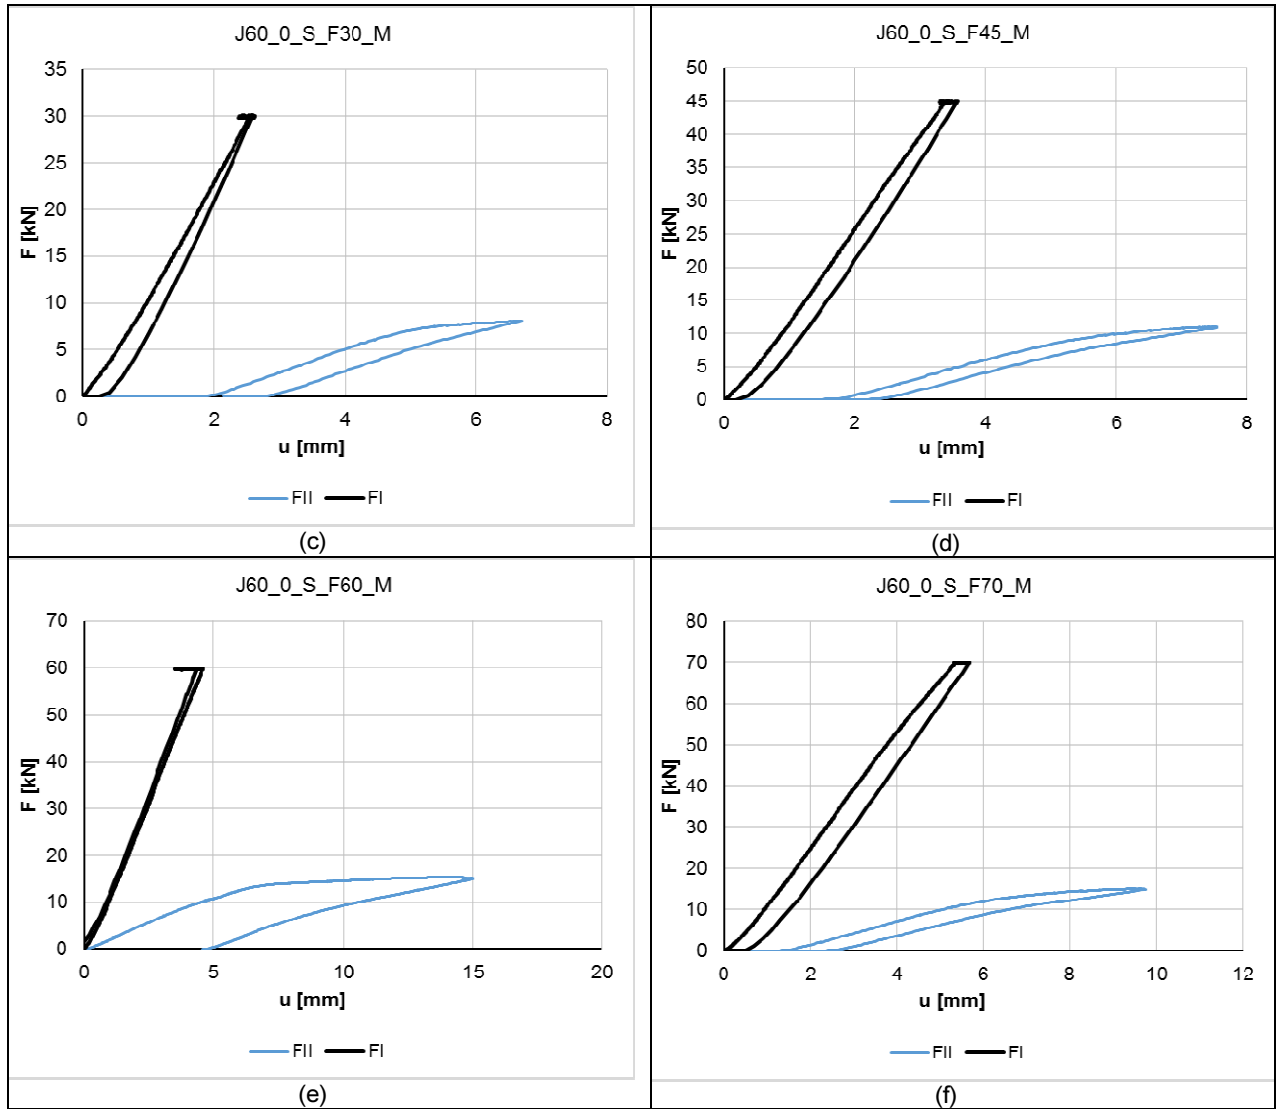 J60_0_S_F30_M
35
30
25
20
15
10
5
0
F [kN]
0 2 4 6 8
u [mm]
FII FI
(c)
J60_0_S_F45_M
50
45
40
35
30
25
20
15
10
5
0
F [kN]
0 2 4 6 8
u [mm]
FII FI
(d)
J60_0_S_F60_M
70
60
50
40
30
20
10
0
F [kN]
0 5 10 15 20
u [mm]
FII FI
(e)
J60_0_S_F70_M
80
70
60
50
40
30
20
10
0
F [kN]
0 2 4 6 8 10 12
u [mm]
FII FI
(f)